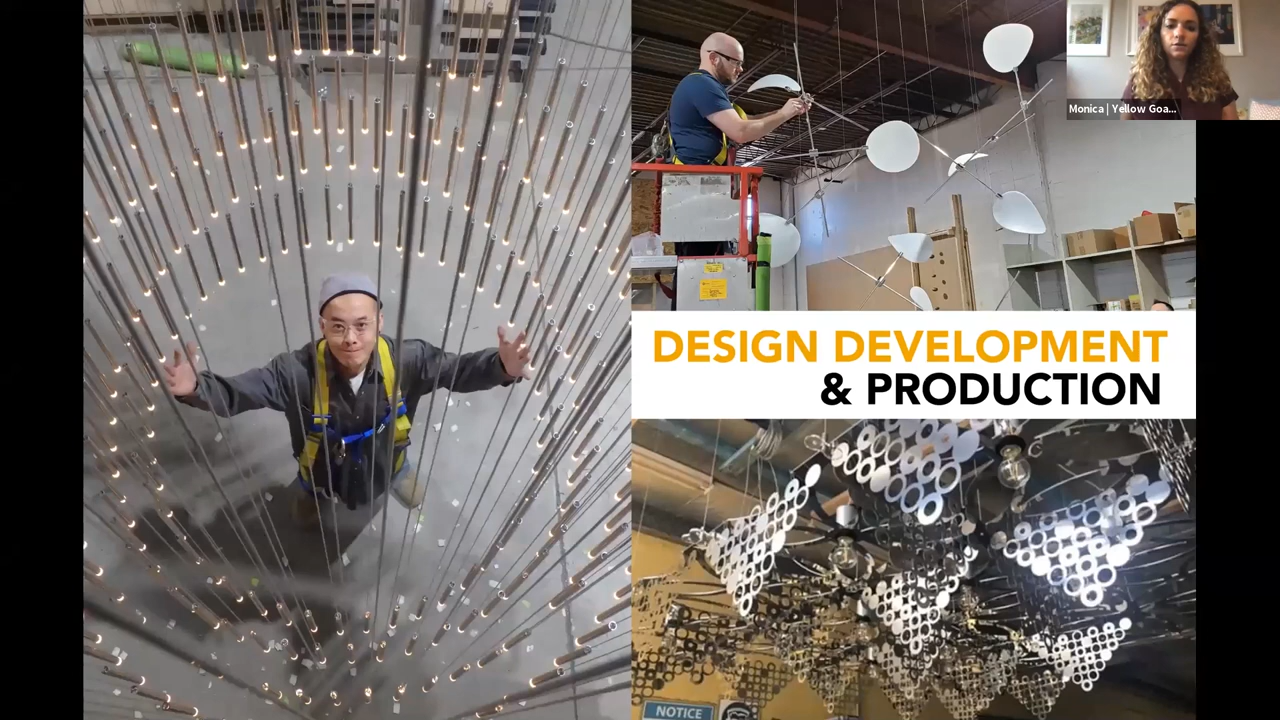 Monica | Yellow Goa...
DESIGN DEVELOPMENT
& PRODUCTION
NOTICE